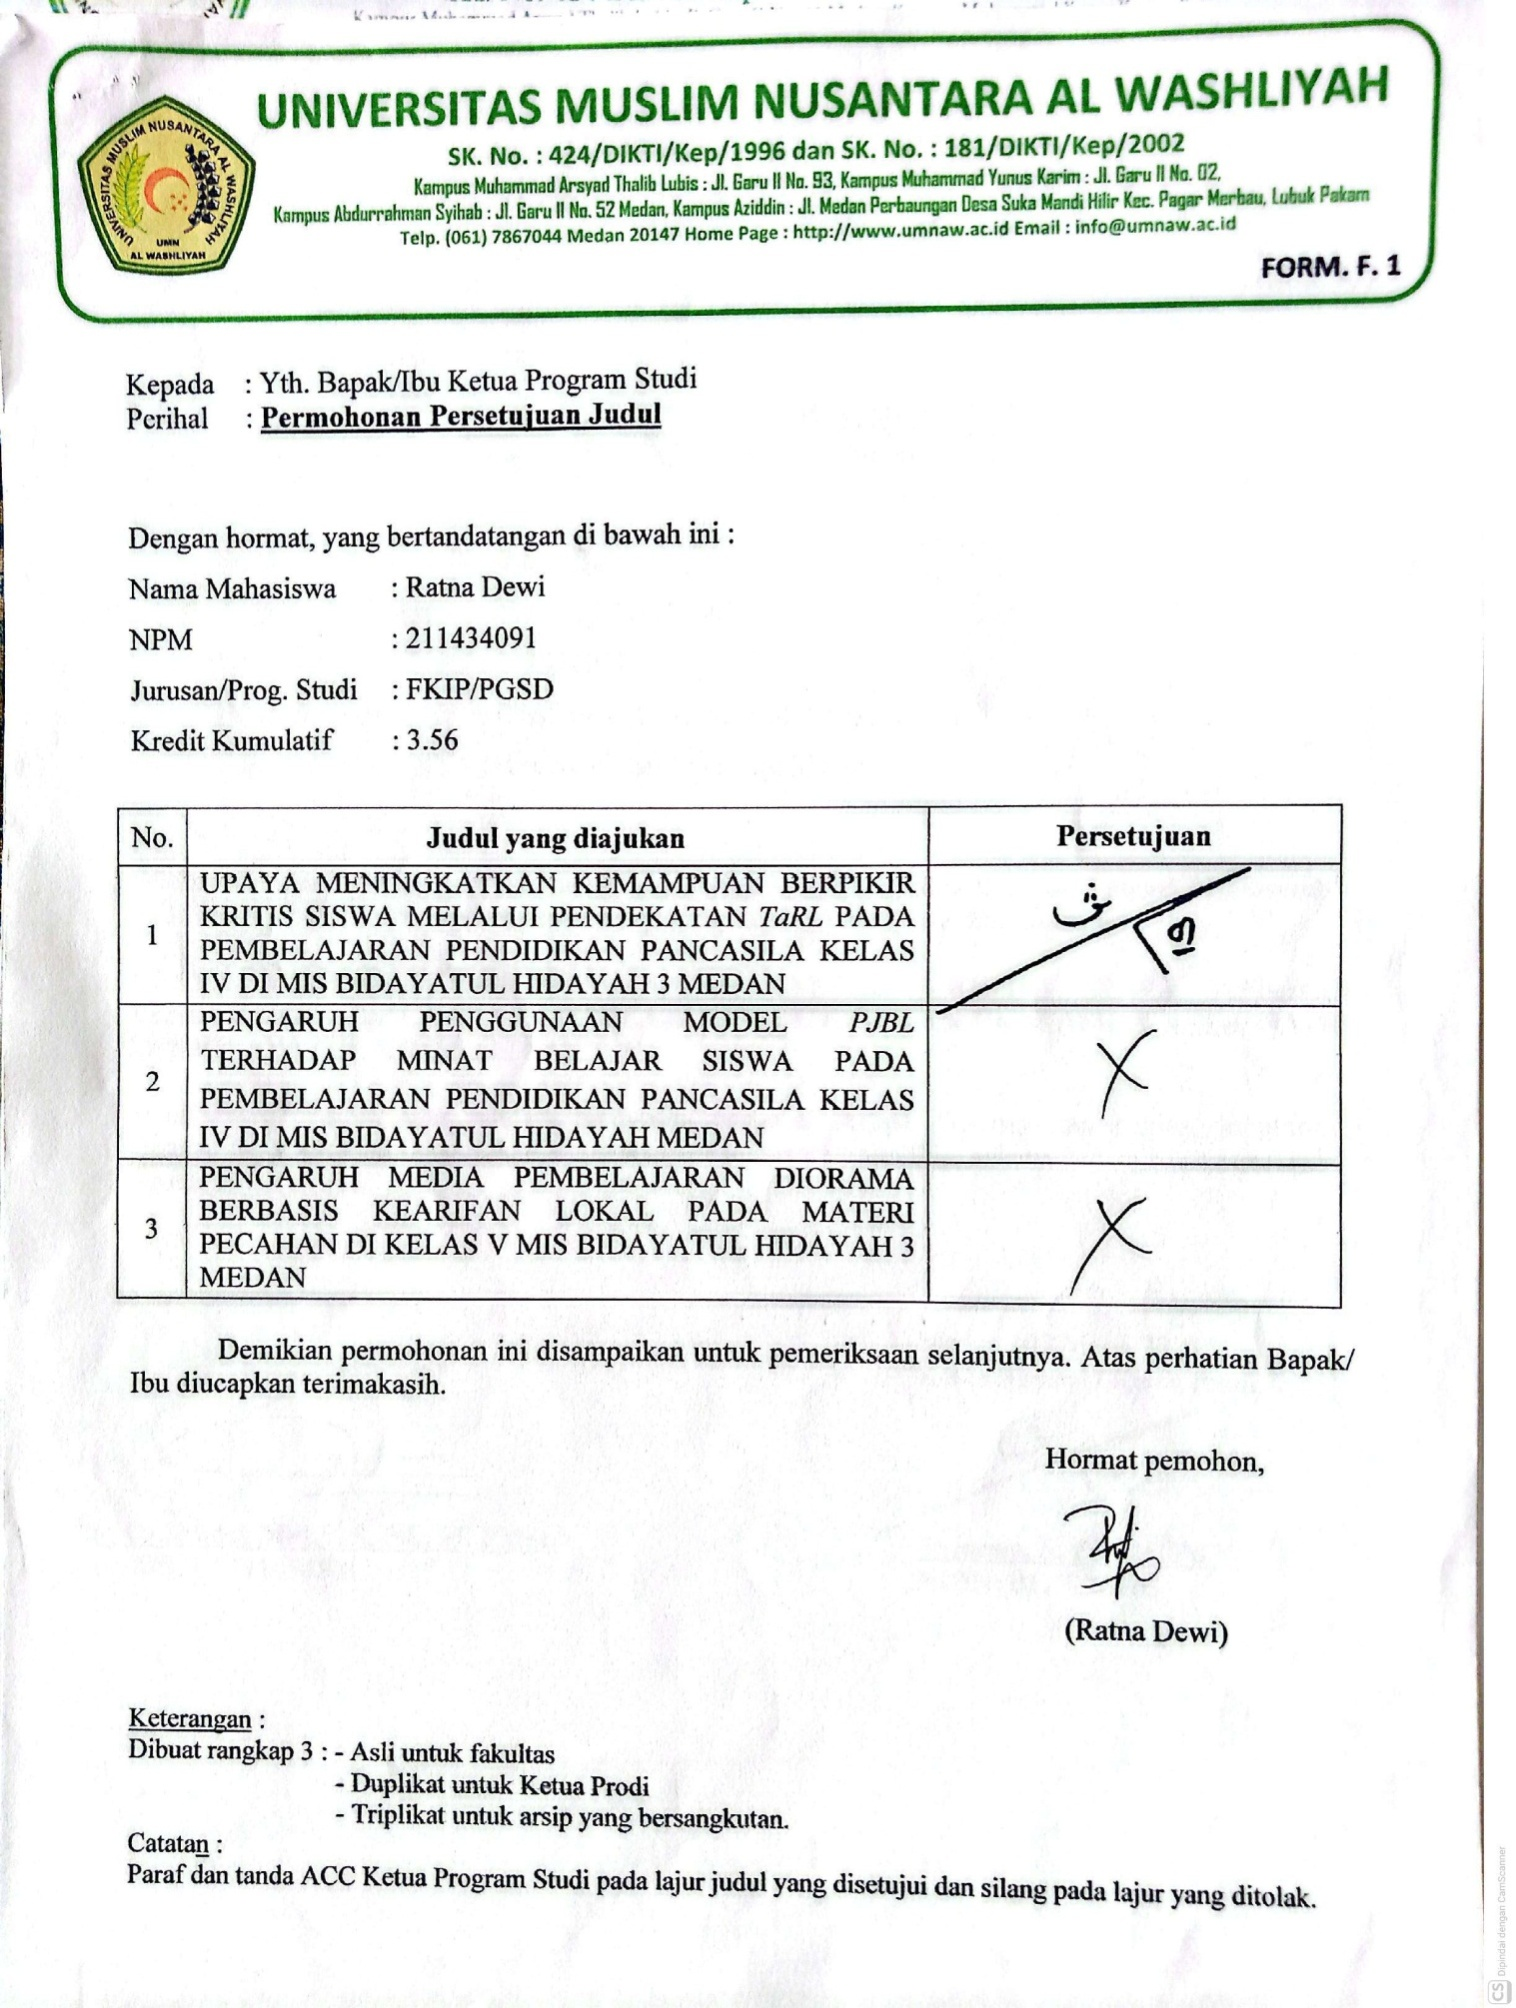 UNIVERSITAS MUSLIM NUSANTARA AL WASHLIYAH
SK. No. : 424/DIKTI/Kep/1996 dan SK. No. : 181/DIKTI/Kep/2002
Kampus Muhammad Arsyad Thalib Lubis : Jl. Garu II No. 93, Kampus Muhammad Yunus Karim : Jl. Garu II No. 02,
Kampus Abdurrahman Syihab : Jl. Garu II No. 52 Medan, Kampus Aziddin : Jl. Medan Perbaungan Desa Suka Mandi Hilir Kec. Pagar Merbau, Lubuk Pakam
Telp. (061) 7867044 Medan 20147 Home Page : http://www.umnaw.ac.id Email : info@umnaw.ac.id
UNIVERSITAS MUSLIM NUSANTARA AL WASHLIYAH
UMN
AL WASHLIYAH
FORM. F. 1
Kepada : Yth. Bapak/Ibu Ketua Program Studi
Perihal : Permohonan Persetujuan Judul
Dengan hormat, yang bertandatangan di bawah ini :
Nama Mahasiswa : Ratna Dewi
NPM : 211434091
Jurusan/Prog. Studi : FKIP/PGSD
Kredit Kumulatif : 3.56
No. Judul yang diajukan Persetujuan
1 UPAYA MENINGKATKAN KEMAMPUAN BERPIKIR
KRITIS SISWA MELALUI PENDEKATAN TaRL PADA
PEMBELAJARAN PENDIDIKAN PANCASILA KELAS
IV DI MIS BIDAYATUL HIDAYAH 3 MEDAN
2 PENGARUH PENGGUNAAN MODEL PJBL
TERHADAP MINAT BELAJAR SISWA PADA
PEMBELAJARAN PENDIDIKAN PANCASILA KELAS
IV DI MIS BIDAYATUL HIDAYAH MEDAN
3 PENGARUH MEDIA PEMBELAJARAN DIORAMA
BERBASIS KEARIFAN LOKAL PADA MATERI
PECAHAN DI KELAS V MIS BIDAYATUL HIDAYAH 3
MEDAN
Demikian permohonan ini disampaikan untuk pemeriksaan selanjutnya. Atas perhatian Bapak/
Ibu diucapkan terimakasih.
Hormat pemohon,
(Ratna Dewi)
Keterangan :
Dibuat rangkap 3 : - Asli untuk fakultas
- Duplikat untuk Ketua Prodi
- Triplikat untuk arsip yang bersangkutan.
Catatan :
Paraf dan tanda ACC Ketua Program Studi pada lajur judul yang disetujui dan silang pada lajur yang ditolak.
CS Dipindai dengan CamScanner